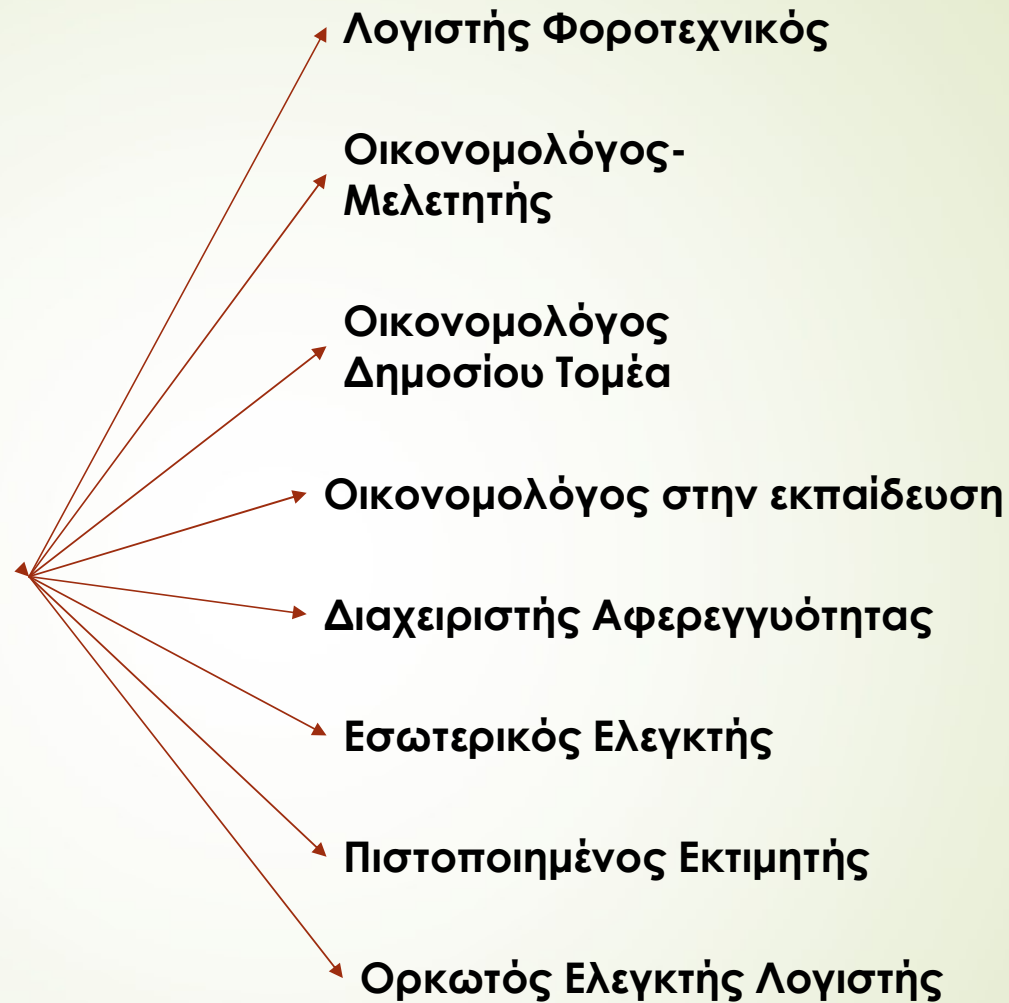 Λογιστής Φοροτεχνικός
Οικονομολόγος-
Μελετητής
Οικονομολόγος
Δημοσίου Τομέα
Οικονομολόγος στην εκπαίδευση
Διαχειριστής Αφερεγγυότητας
Εσωτερικός Ελεγκτής
Πιστοποιημένος Εκτιμητής
Ορκωτός Ελεγκτής Λογιστής